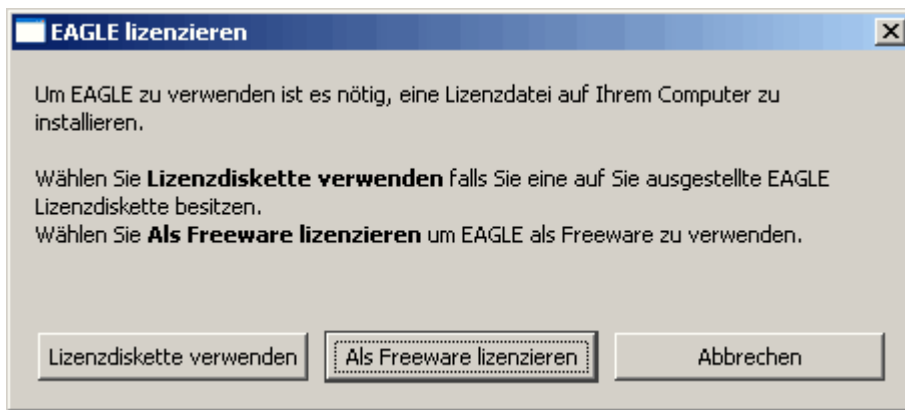 EAGLE lizenzieren
Um EAGLE zu verwenden ist es nötig, eine Lizenzdatei auf Ihrem Computer zu
installieren.
Wählen Sie Lizenzdiskette verwenden falls Sie eine auf Sie ausgestellte EAGLE
Lizenzdiskette besitzen.
Wählen Sie Als Freeware lizenzieren um EAGLE als Freeware zu verwenden.
Lizenzdiskette verwenden Als Freeware lizenzieren Abbrechen